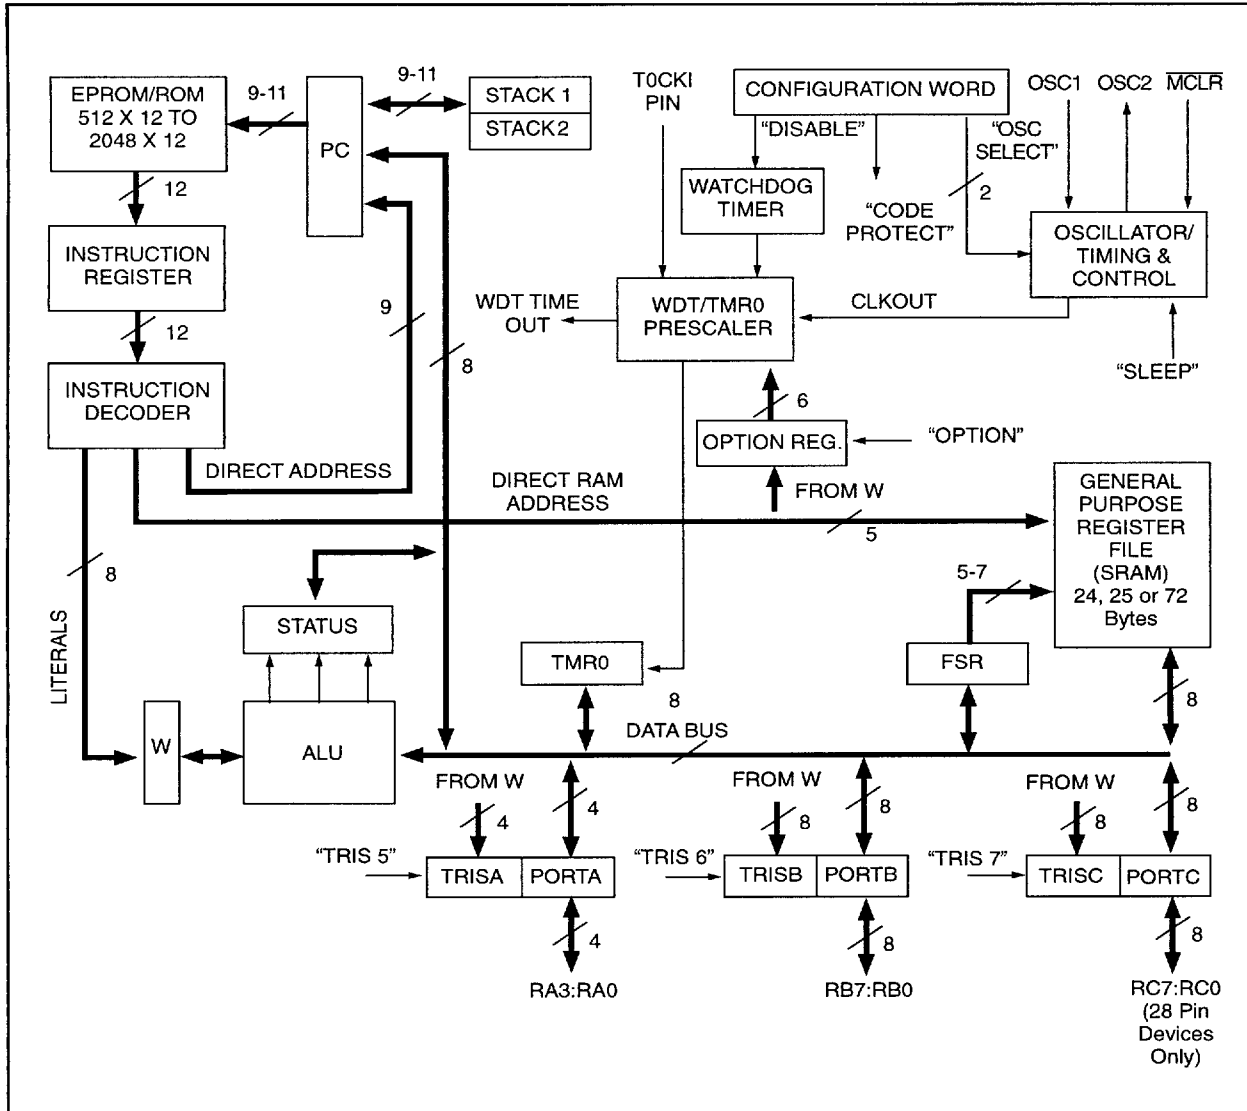 EPROM/ROM
512 X 12 TO
2048 X 12
9-11
PC
9-11
STACK 1
STACK2
T0CKI
PIN
CONFIGURATION WORD
OSC1
OSC2
MCLR
"DISABLE"
"OSC
SELECT"
WATCHDOG
TIMER
2
"CODE
PROTECT"
12
INSTRUCTION
REGISTER
OSCILLATOR/
TIMING &
CONTROL
9
WDT TIME
OUT
WDT/TMR0
PRESCALER
CLKOUT
12
8
"SLEEP"
INSTRUCTION
DECODER
6
OPTION REG.
"OPTION"
DIRECT ADDRESS
DIRECT RAM
ADDRESS
FROM W
5
GENERAL
PURPOSE
REGISTER
FILE
(SRAM)
24, 25 or 72
Bytes
8
5-7
LITERALS
STATUS
TMR0
FSR
8
8
W
ALU
DATA BUS
FROM W
4
4
FROM W
8
8
FROM W
8
8
"TRIS 5"
TRISA
PORTA
"TRIS 6"
TRISB
PORTB
"TRIS 7"
TRISC
PORTC
4
8
8
RA3:RA0
RB7:RB0
RC7:RC0
(28 Pin
Devices
Only)